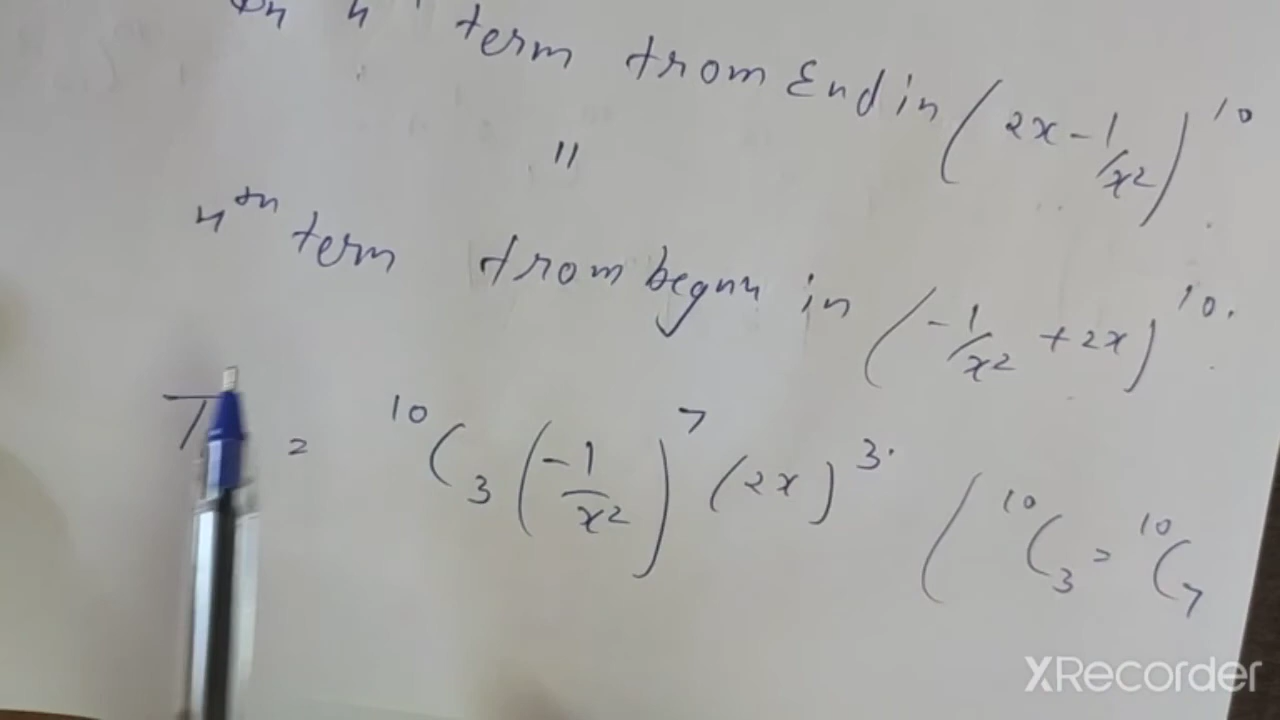 term from End in (2x - 1/x²)¹⁰
"
nᵗʰ term from begnn in (-1/x² + 2x)¹⁰.
T = ¹⁰C₃ (-1/x²)⁷ (2x)³. (¹⁰C₃ = ¹⁰C₇
XRecorder